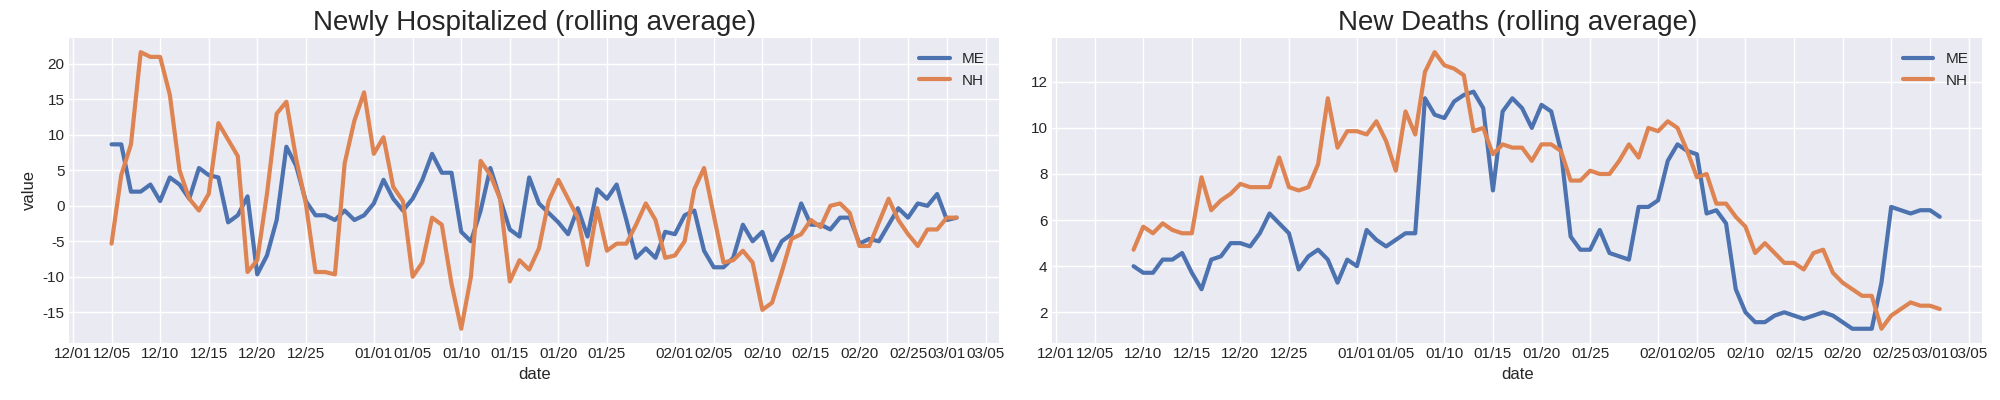 Newly Hospitalized (rolling average)
ME
NH
value
20
15
10
5
0
-5
-10
-15
12/01 12/05 12/10 12/15 12/20 12/25 01/01 01/05 01/10 01/15 01/20 01/25 02/01 02/05 02/10 02/15 02/20 02/25 03/01 03/05
date
New Deaths (rolling average)
ME
NH
12
10
8
6
4
2
12/01 12/05 12/10 12/15 12/20 12/25 01/01 01/05 01/10 01/15 01/20 01/25 02/01 02/05 02/10 02/15 02/20 02/25 03/01 03/05
date